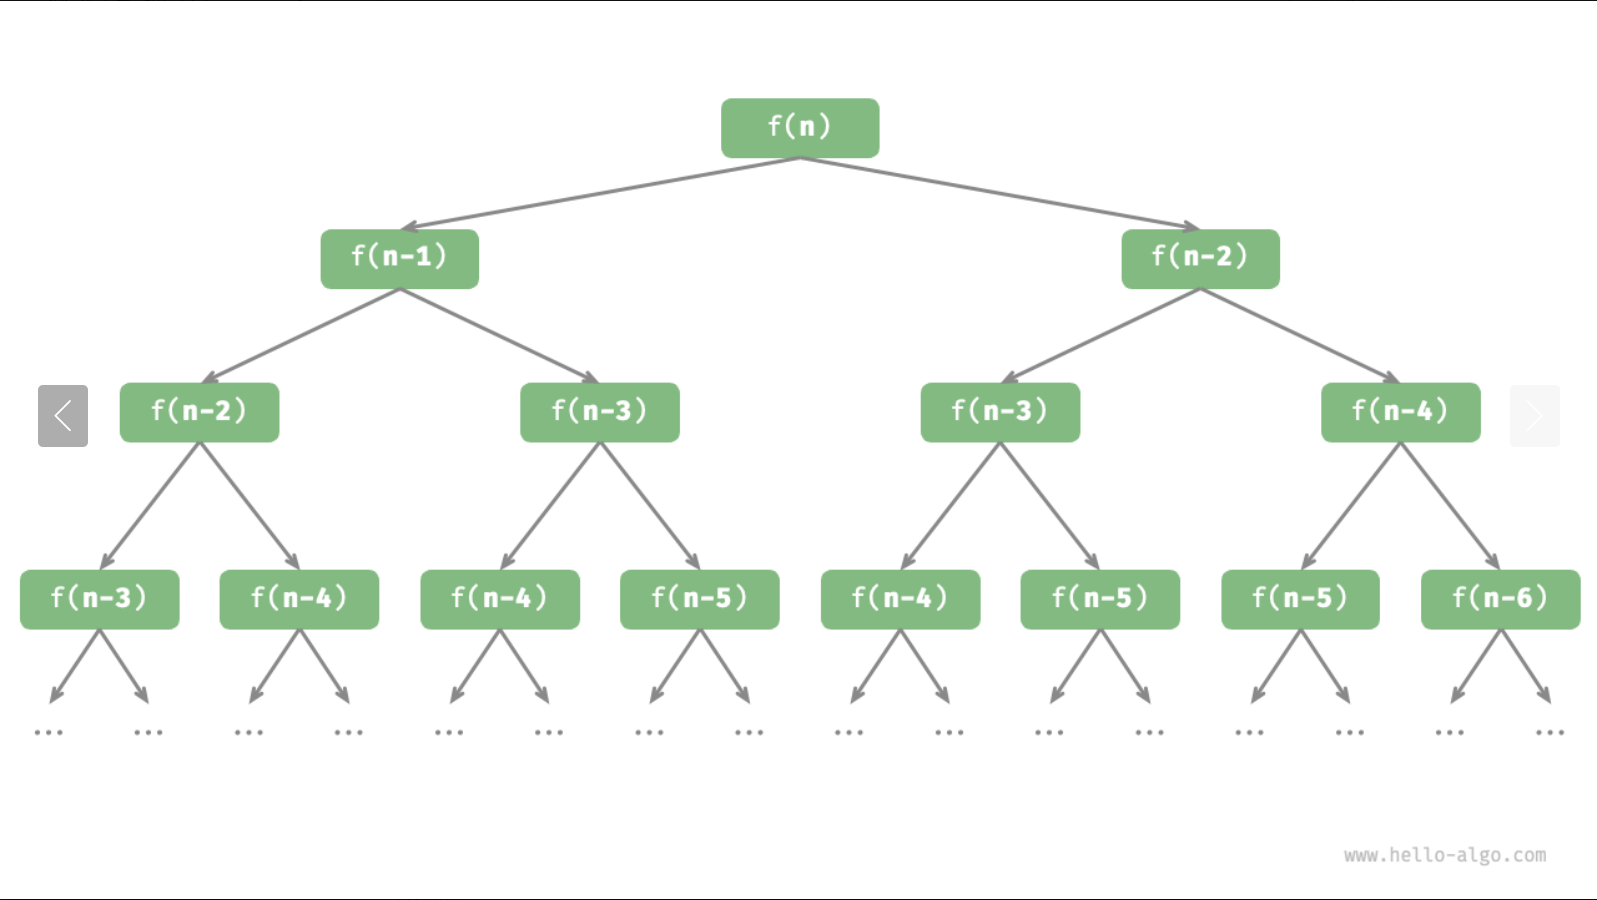 f(n)
f(n-1)
f(n-2)
f(n-2)
f(n-3)
f(n-3)
f(n-4)
f(n-3)
f(n-4)
f(n-4)
f(n-5)
f(n-4)
f(n-5)
f(n-5)
f(n-6)
... ... ... ... ... ... ... ... ... ... ... ... ... ... ... ...
www.hello-algo.com